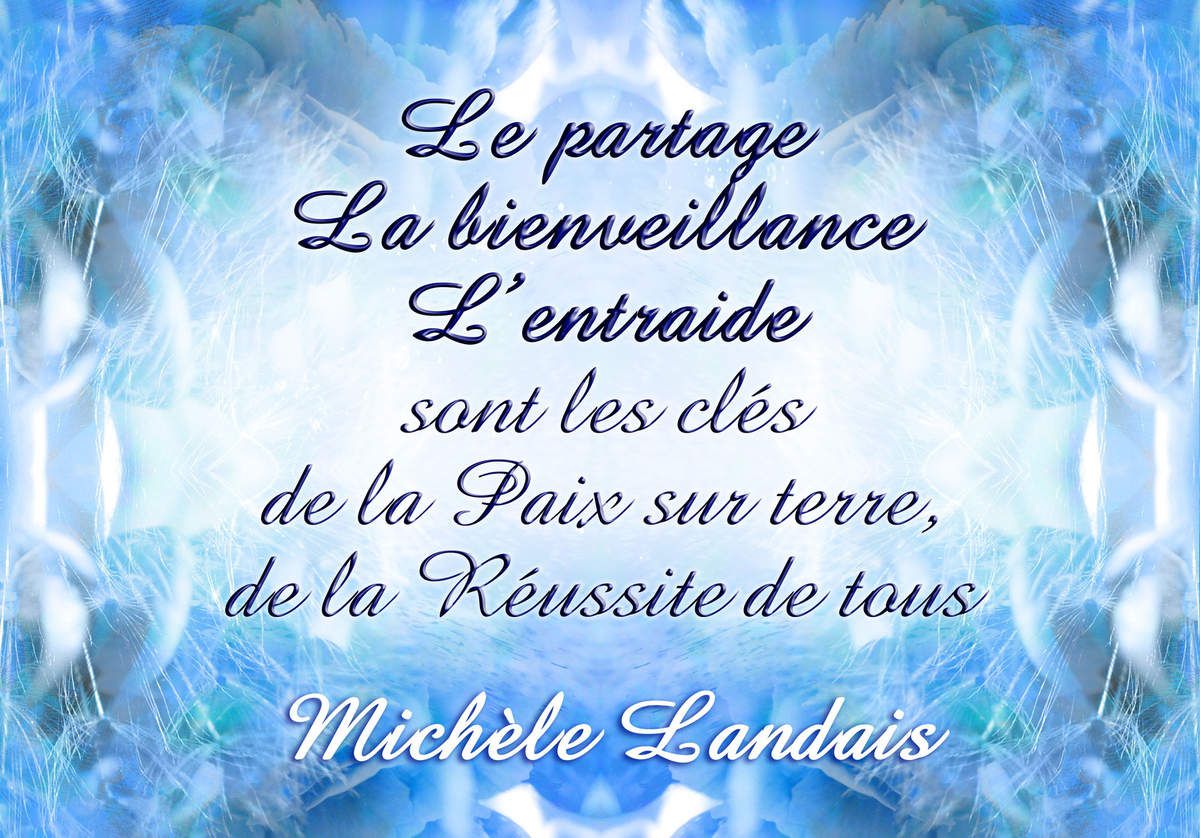 Le partage
La bienveillance
L'entraide
sont les clés
de la Paix sur terre,
de la Réussite de tous
Michèle Landais